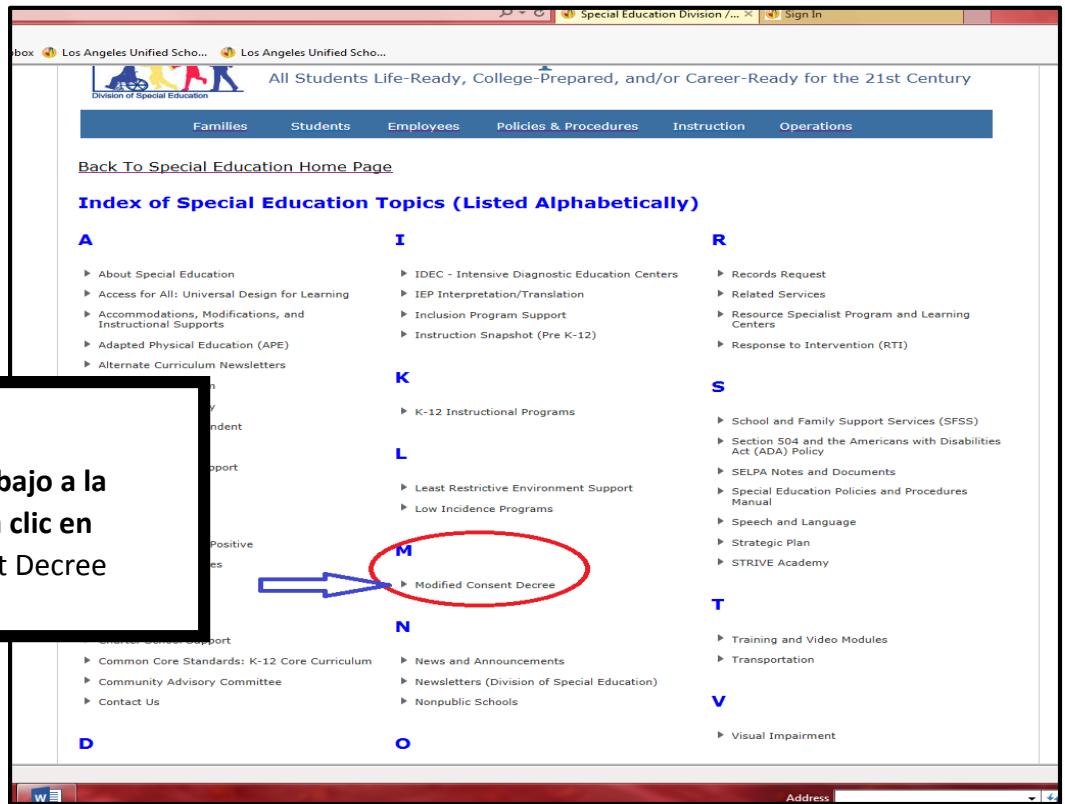 Special Education Division /... ×
Sign In
Los Angeles Unified Scho...
Los Angeles Unified Scho...
Division of Special Education
All Students Life-Ready, College-Prepared, and/or Career-Ready for the 21st Century
Families Students Employees Policies & Procedures Instruction Operations
Back To Special Education Home Page
Index of Special Education Topics (Listed Alphabetically)
A
About Special Education
Access for All: Universal Design for Learning
Accommodations, Modifications, and
Instructional Supports
Adapted Physical Education (APE)
Alternate Curriculum Newsletters
bajo a la
clic en
Decree
Positive
Charter School Support
Common Core Standards: K-12 Core Curriculum
Community Advisory Committee
Contact Us
D
I
IDEC - Intensive Diagnostic Education Centers
IEP Interpretation/Translation
Inclusion Program Support
Instruction Snapshot (Pre K-12)
K
K-12 Instructional Programs
L
Least Restrictive Environment Support
Low Incidence Programs
M
Modified Consent Decree
N
News and Announcements
Newsletters (Division of Special Education)
Nonpublic Schools
O
R
Records Request
Related Services
Resource Specialist Program and Learning
Centers
Response to Intervention (RTI)
S
School and Family Support Services (SFSS)
Section 504 and the Americans with Disabilities
Act (ADA) Policy
SELPA Notes and Documents
Special Education Policies and Procedures
Manual
Speech and Language
Strategic Plan
STRIVE Academy
T
Training and Video Modules
Transportation
V
Visual Impairment
Address